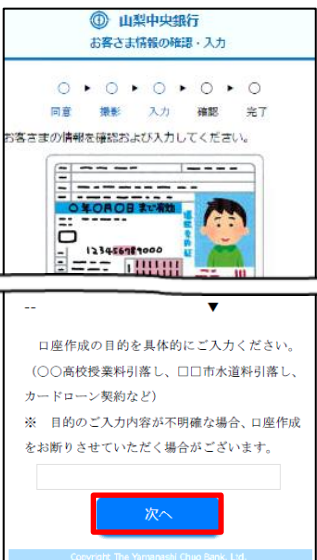 山梨中央銀行
お客さま情報の確認・入力
同意 撮影 入力 確認 完了
お客さまの情報を確認および入力してください。
0年0月0日まで有効
123456789000
--
▼
口座作成の目的を具体的にご入力ください。
（〇〇高校授業料引落し、□□市水道料引落し、
カードローン契約など）
※ 目的のご入力内容が不明確な場合、口座作成
をお断りさせていただく場合がございます。
次へ
Copyright The Yamanashi Chuo Bank, Ltd.